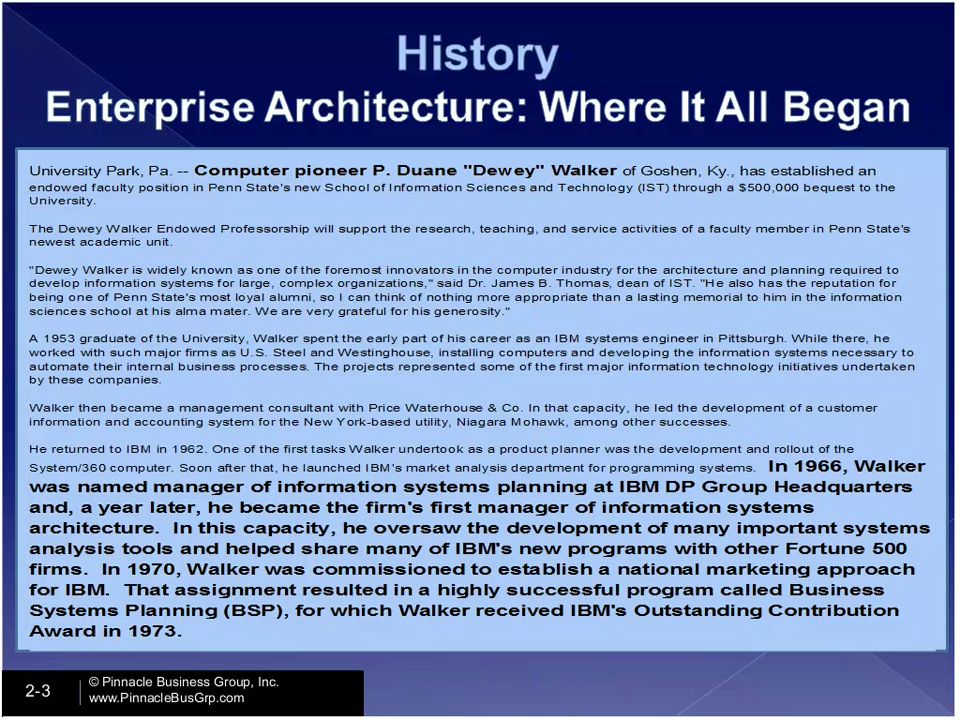 History
Enterprise Architecture: Where It All Began
University Park, Pa. -- Computer pioneer P. Duane "Dewey" Walker of Goshen, Ky., has established an
endowed faculty position in Penn State's new School of Information Sciences and Technology (IST) through a $500,000 bequest to the
University.
The Dewey Walker Endowed Professorship will support the research, teaching, and service activities of a faculty member in Penn State's
newest academic unit.
"Dewey Walker is widely known as one of the foremost innovators in the computer industry for the architecture and planning required to
develop information systems for large, complex organizations," said Dr. James B. Thomas, dean of IST. "He also has the reputation for
being one of Penn State's most loyal alumni, so I can think of nothing more appropriate than a lasting memorial to him in the information
sciences school at his alma mater. We are very grateful for his generosity."
A 1953 graduate of the University, Walker spent the early part of his career as an IBM systems engineer in Pittsburgh. While there, he
worked with such major firms as U.S. Steel and Westinghouse, installing computers and developing the information systems necessary to
automate their internal business processes. The projects represented some of the first major information technology initiatives undertaken
by these companies.
Walker then became a management consultant with Price Waterhouse & Co. In that capacity, he led the development of a customer
information and accounting system for the New York-based utility, Niagara Mohawk, among other successes.
He returned to IBM in 1962. One of the first tasks Walker undertook as a product planner was the development and rollout of the
System/360 computer. Soon after that, he launched IBM's market analysis department for programming systems. In 1966, Walker
was named manager of information systems planning at IBM DP Group Headquarters
and, a year later, he became the firm's first manager of information systems
architecture. In this capacity, he oversaw the development of many important systems
analysis tools and helped share many of IBM's new programs with other Fortune 500
firms. In 1970, Walker was commissioned to establish a national marketing approach
for IBM. That assignment resulted in a highly successful program called Business
Systems Planning (BSP), for which Walker received IBM's Outstanding Contribution
Award in 1973.
2-3
© Pinnacle Business Group, Inc.
www.PinnacleBusGrp.com